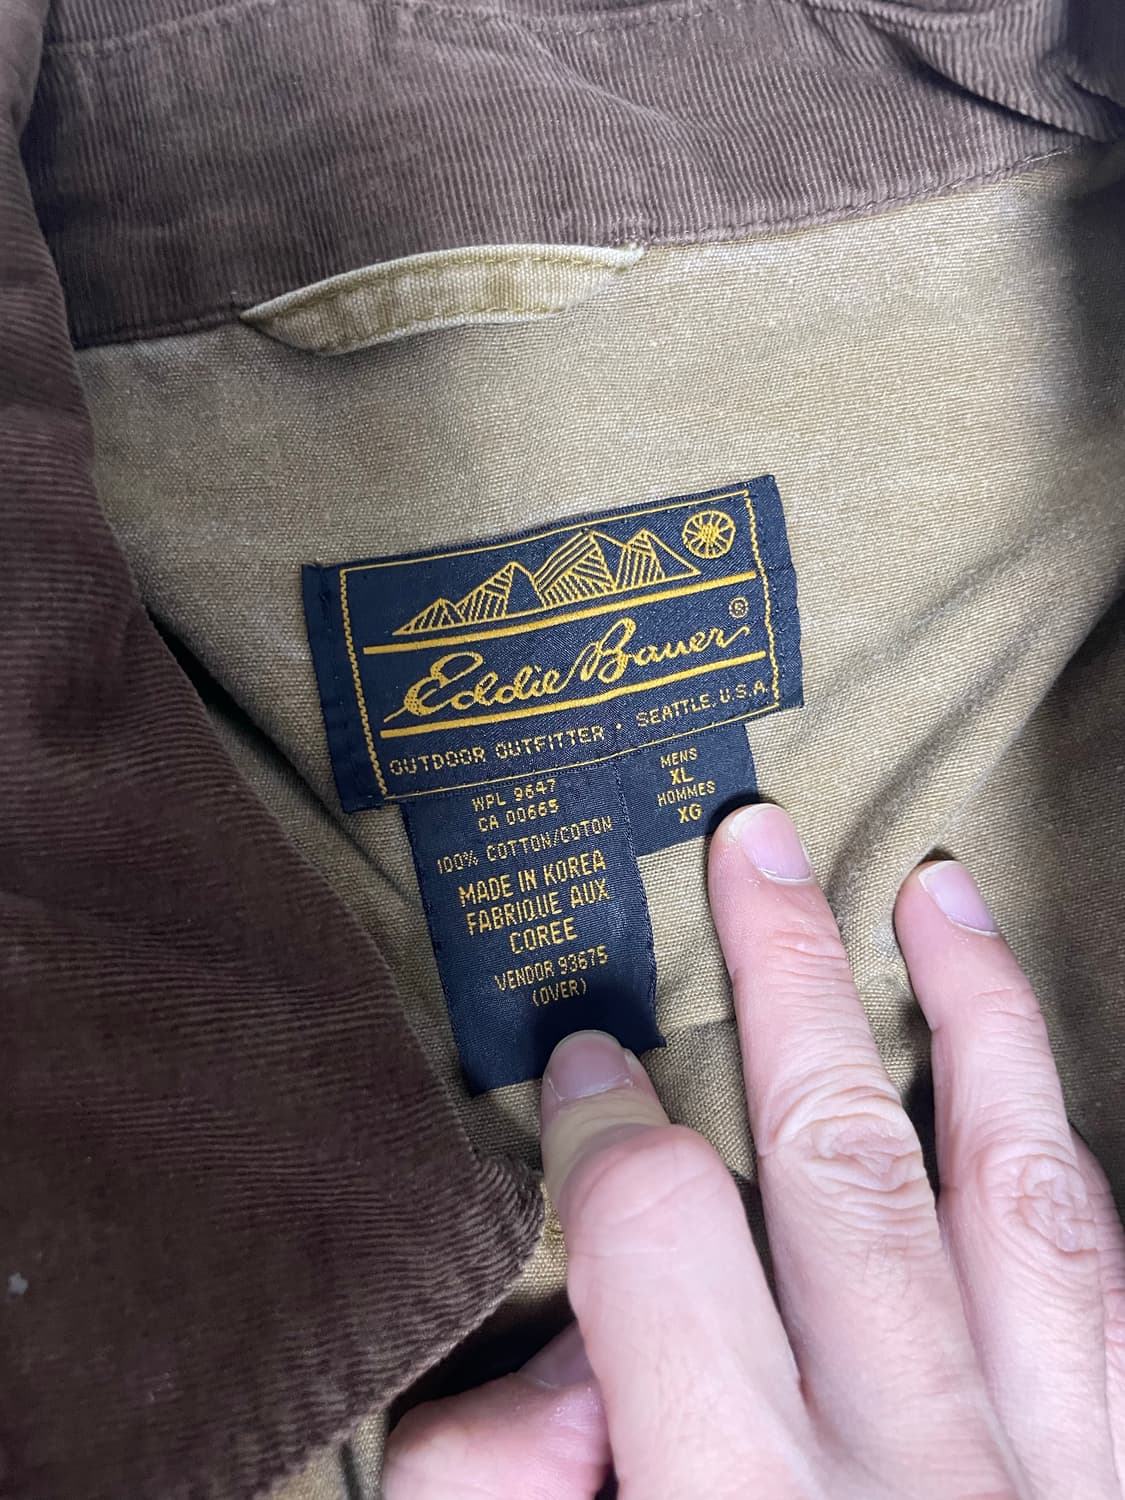 Eddie Bauer®
OUTDOOR OUTFITTER · SEATTLE, U.S.A.
WPL 9647
CA 00665
100% COTTON/COTON
MADE IN KOREA
FABRIQUE AUX
COREE
VENDOR 93675
(OVER)
MENS
XL
HOMMES
XG